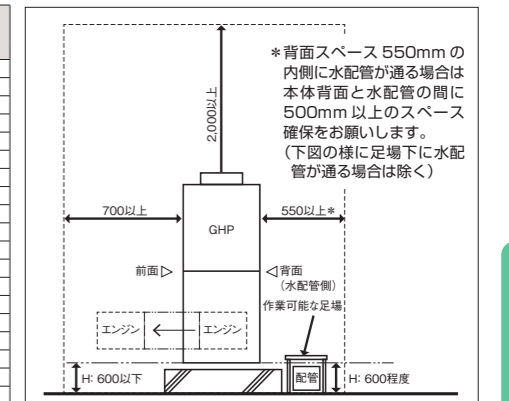 ＊背面スペース 550mm の
内側に水配管が通る場合は
本体背面と水配管の間に
500mm 以上のスペース
確保をお願いします。
（下図の様に足場下に水配
管が通る場合は除く）
2,000以上
700以上
550以上＊
GHP
前面▷
◁背面
（水配管側）
作業可能な足場
エンジン
エンジン
配管
H: 600以下
H: 600程度